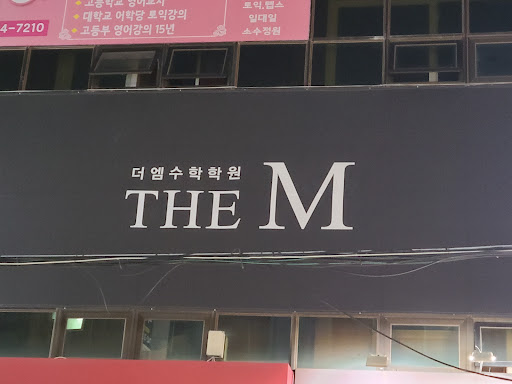 고등학교 영어교사
대학교 어학당 토익강의
고등부 영어강의 15년
토익,텝스
일대일
소수정원
4-7210
더엠수학학원
THE M